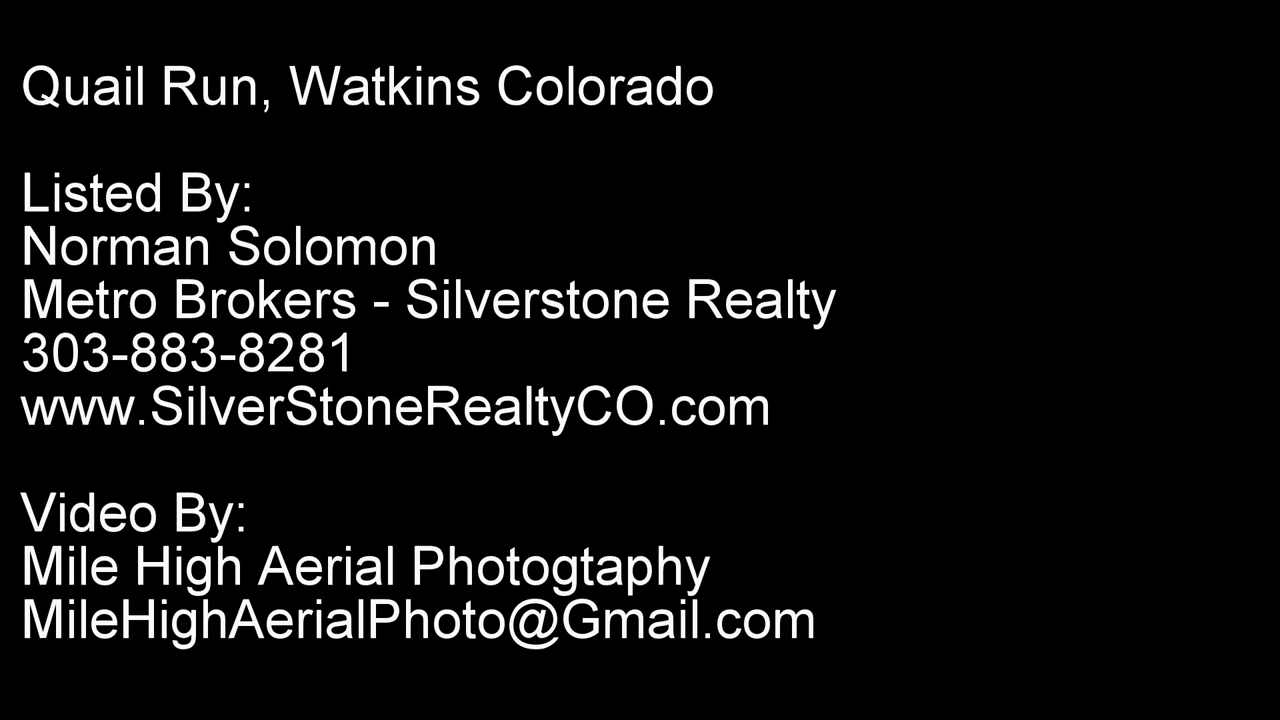 Quail Run, Watkins Colorado
Listed By:
Norman Solomon
Metro Brokers - Silverstone Realty
303-883-8281
www.SilverStoneRealtyCO.com
Video By:
Mile High Aerial Photogtaphy
MileHighAerialPhoto@Gmail.com